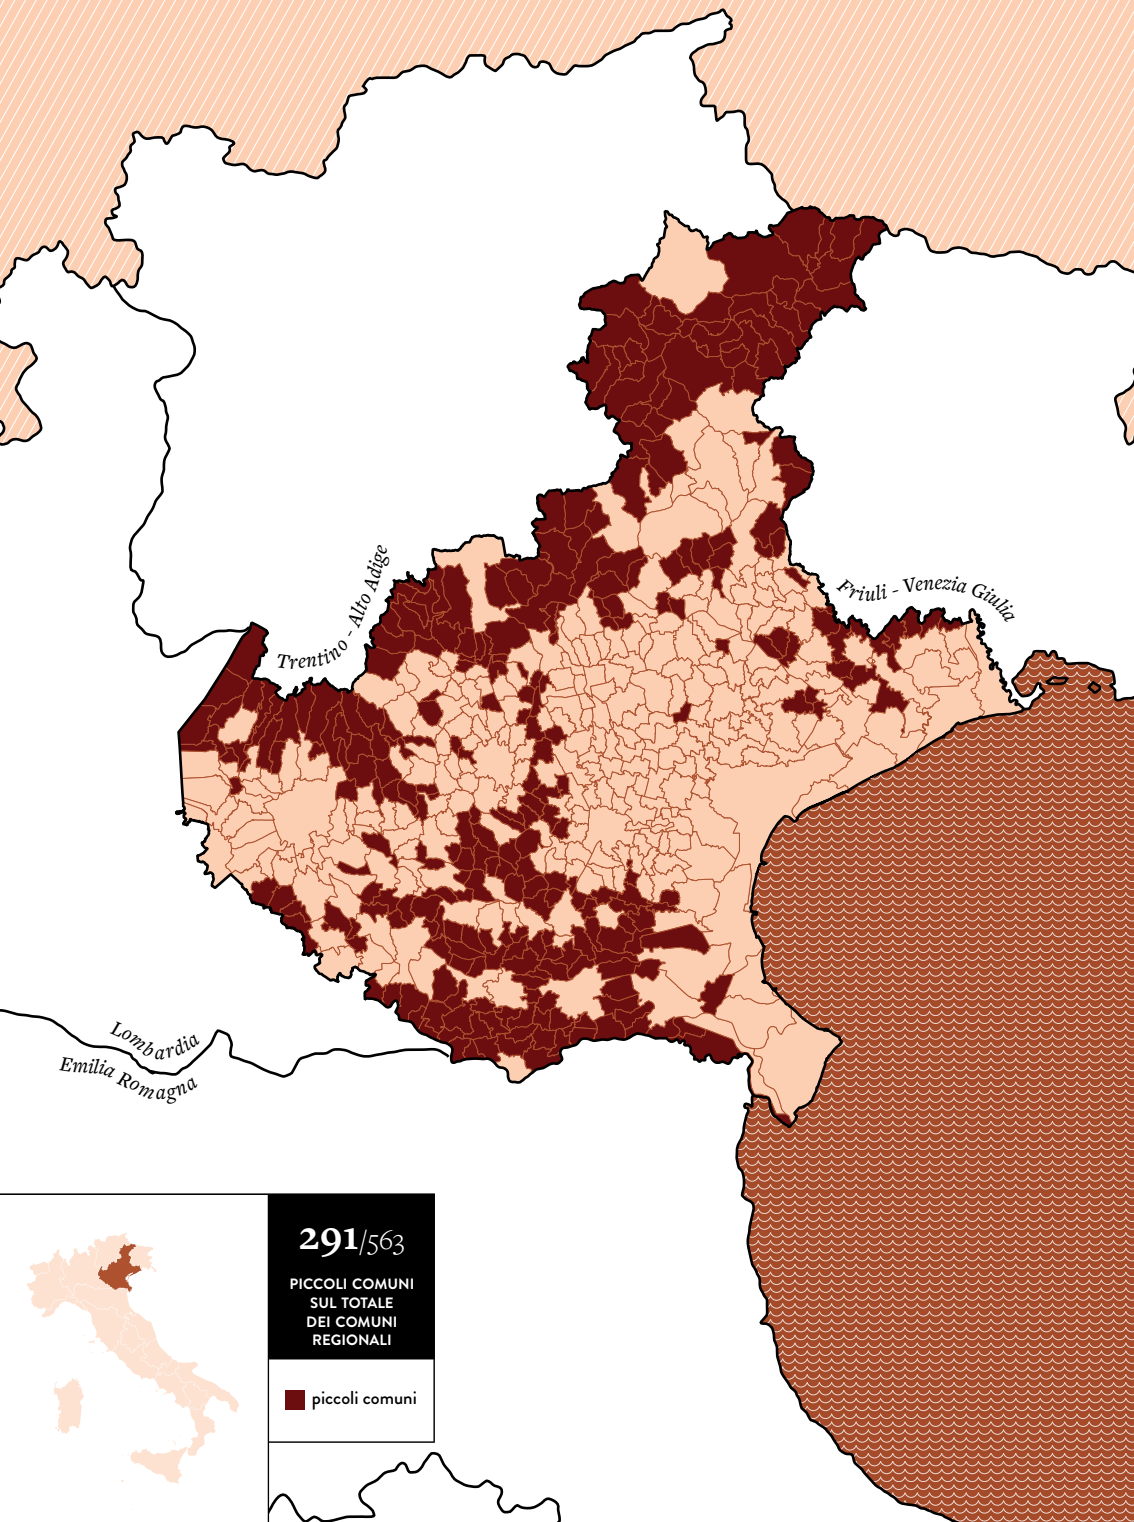 Trentino - Alto Adige
Friuli - Venezia Giulia
Lombardia
Emilia Romagna
291/563
PICCOLI COMUNI
SUL TOTALE
DEI COMUNI
REGIONALI
piccoli comuni